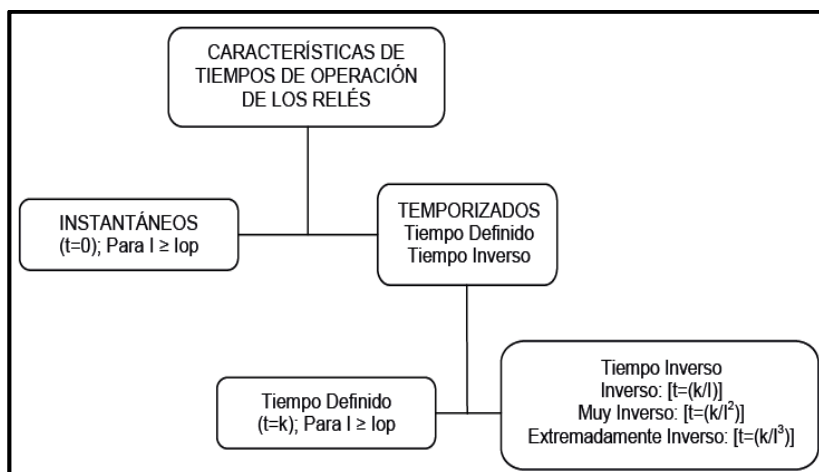 CARACTERÍSTICAS DE
TIEMPOS DE OPERACIÓN
DE LOS RELÉS
INSTANTÁNEOS
(t=0); Para I ≥ Iop
TEMPORIZADOS
Tiempo Definido
Tiempo Inverso
Tiempo Definido
(t=k); Para I ≥ Iop
Tiempo Inverso
Inverso: [t=(k/I)]
Muy Inverso: [t=(k/I²)]
Extremadamente Inverso: [t=(k/I³)]